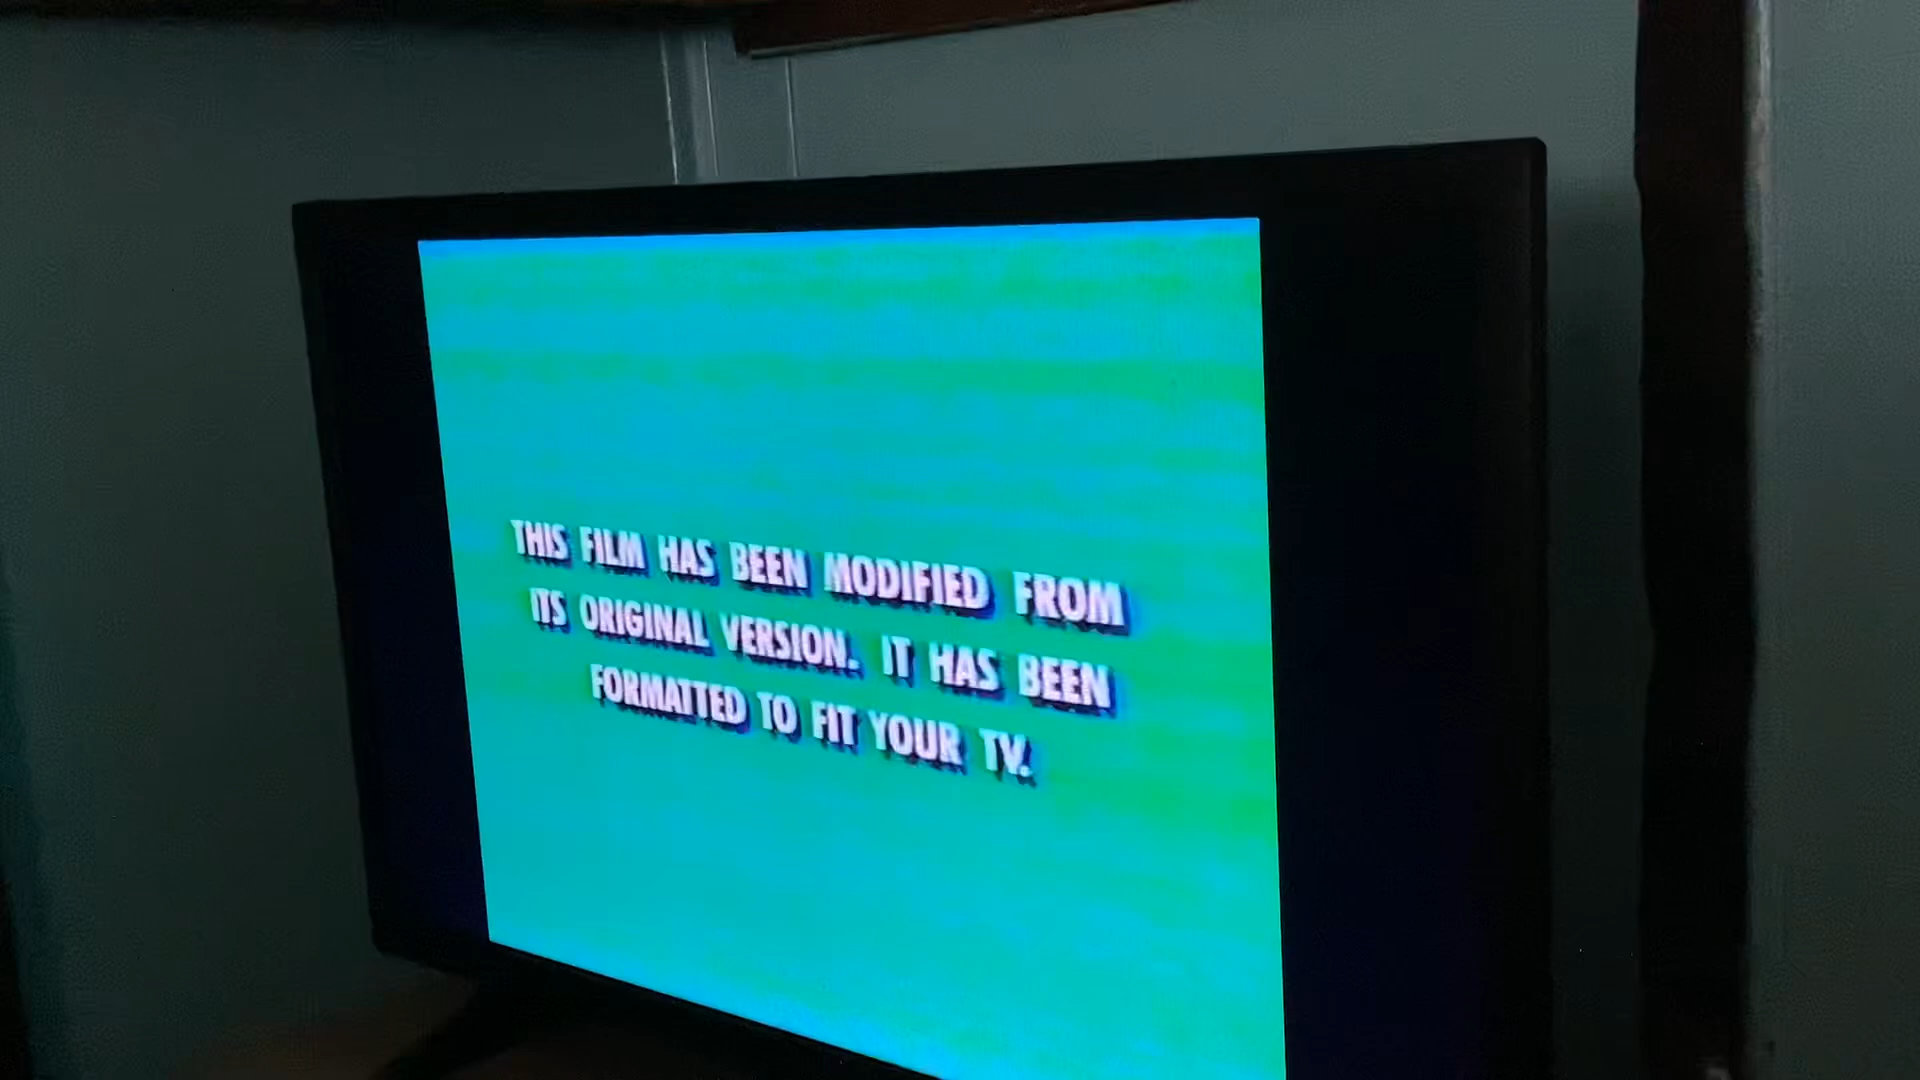 THIS FILM HAS BEEN MODIFIED FROM
ITS ORIGINAL VERSION. IT HAS BEEN
FORMATTED TO FIT YOUR TV.